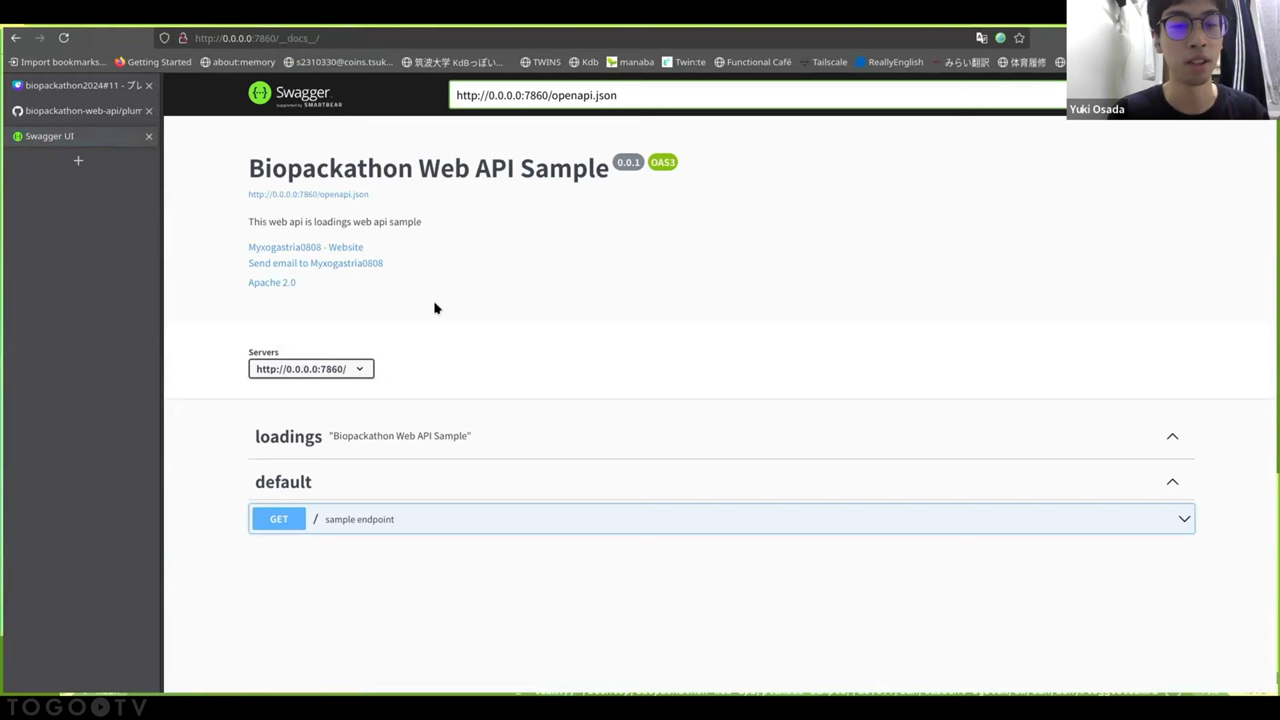 http://0.0.0.0:7860/__docs__/
Import bookmarks...
Getting Started
about:memory
s2310330@coins.tsuk...
筑波大学 KdBっぽい...
TWINS
Kdb
manaba
Twin:te
Functional Café
Tailscale
ReallyEnglish
みらい翻訳
体育履修
Yuki Osada
biopackathon2024#11 - プレ
biopackathon-web-api/plum
Swagger UI
Swagger
Supported by SMARTBEAR
http://0.0.0.0:7860/openapi.json
Biopackathon Web API Sample 0.0.1 OAS3
http://0.0.0.0:7860/openapi.json
This web api is loadings web api sample
Myxogastria0808 - Website
Send email to Myxogastria0808
Apache 2.0
Servers
http://0.0.0.0:7860/
loadings "Biopackathon Web API Sample"
default
GET / sample endpoint
TOGO TV